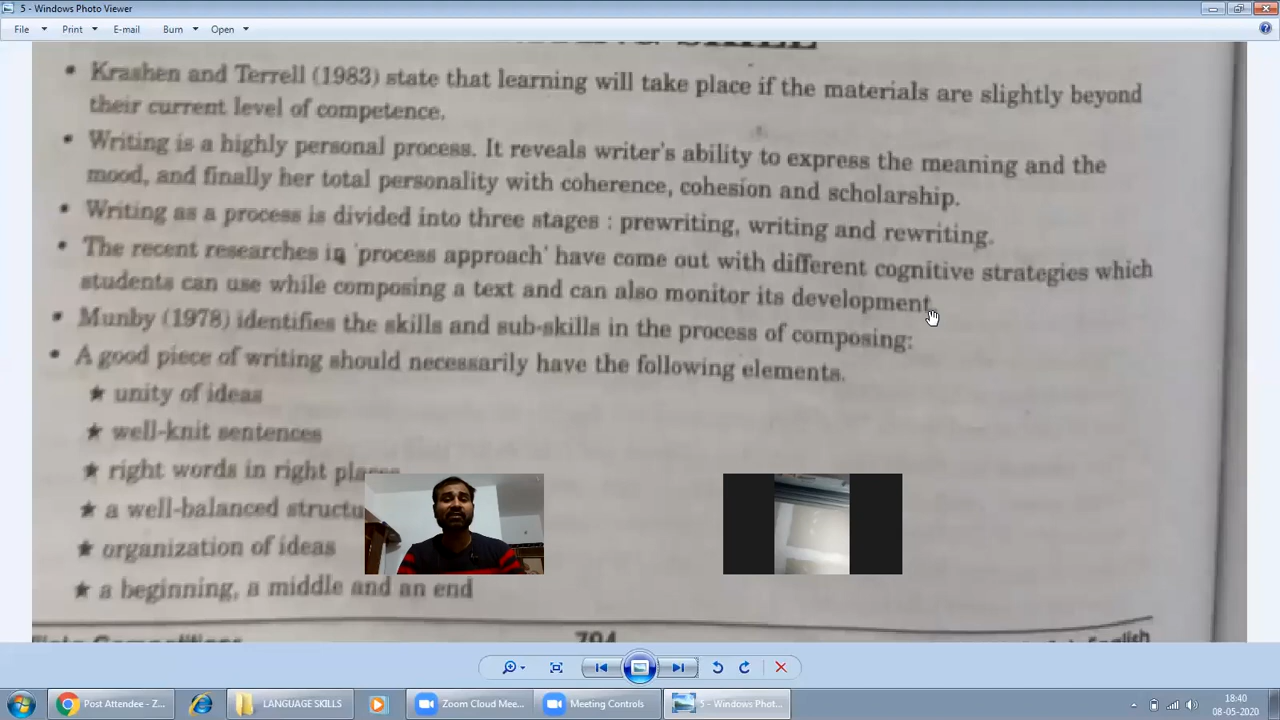 5 - Windows Photo Viewer
File Print E-mail Burn Open
SKILL
• Krashen and Terrell (1983) state that learning will take place if the materials are slightly beyond
their current level of competence.
• Writing is a highly personal process. It reveals writer's ability to express the meaning and the
mood, and finally her total personality with coherence, cohesion and scholarship.
• Writing as a process is divided into three stages : prewriting, writing and rewriting.
• The recent researches in 'process approach' have come out with different cognitive strategies which
students can use while composing a text and can also monitor its development.
• Munby (1978) identifies the skills and sub-skills in the process of composing:
• A good piece of writing should necessarily have the following elements.
★ unity of ideas
★ well-knit sentences
★ right words in right places
★ a well-balanced
★ organization of ideas
★ a beginning, a middle and an end
English
Post Attendee - Z...
LANGUAGE SKILLS
Zoom Cloud Mee...
Meeting Controls
5 - Windows Phot...
18:40
08-05-2020